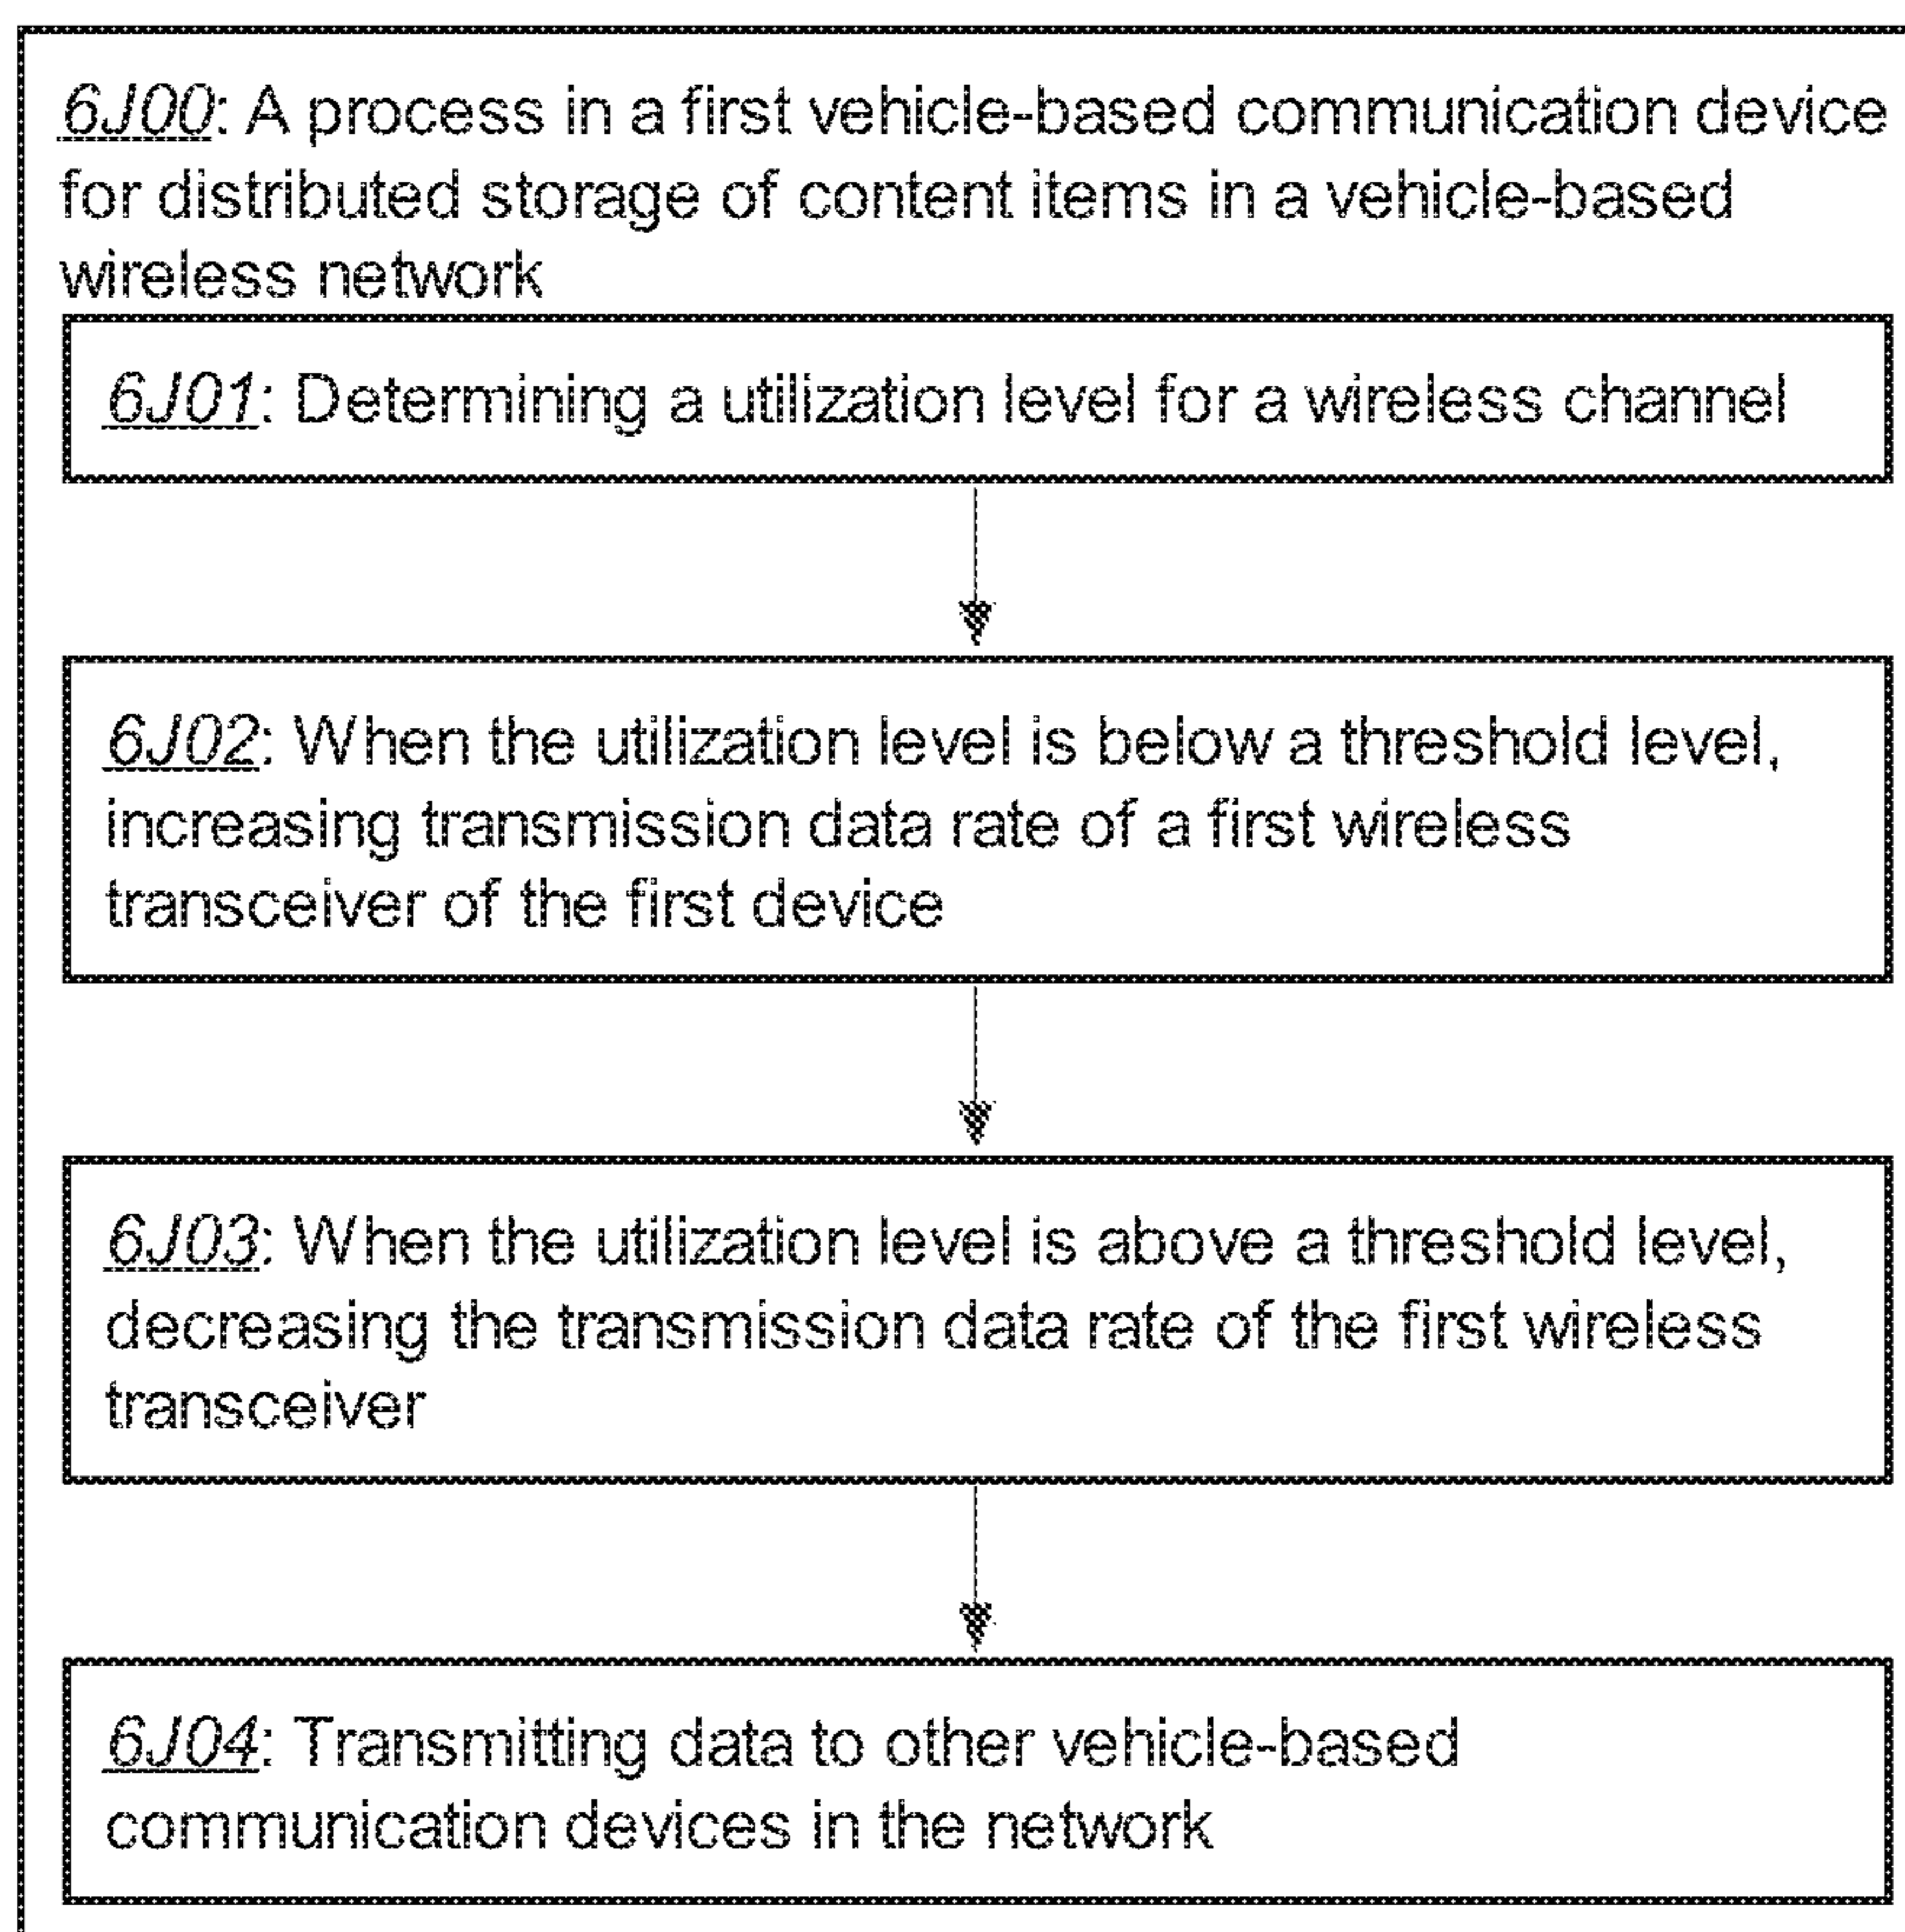 6J00: A process in a first vehicle-based communication device
for distributed storage of content items in a vehicle-based
wireless network
6J01: Determining a utilization level for a wireless channel
6J02: When the utilization level is below a threshold level,
increasing transmission data rate of a first wireless
transceiver of the first device
6J03: When the utilization level is above a threshold level,
decreasing the transmission data rate of the first wireless
transceiver
6J04: Transmitting data to other vehicle-based
communication devices in the network